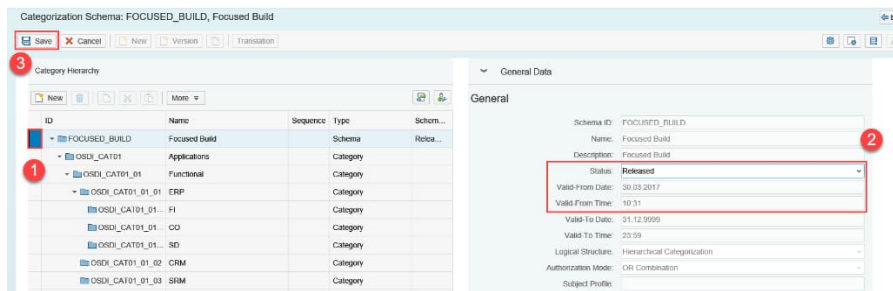 Categorization Schema: FOCUSED_BUILD, Focused Build
Save Cancel New Version Translation
3
Category Hierarchy
General Data
New More
General
ID Name Sequence Type Schem...
FOCUSED_BUILD Focused Build Schema Relea...
1
OSDI_CAT01 Applications Category
OSDI_CAT01_01 Functional Category
OSDI_CAT01_01_01 ERP Category
OSDI_CAT01_01... FI Category
OSDI_CAT01_01... CO Category
OSDI_CAT01_01... SD Category
OSDI_CAT01_01_02 CRM Category
OSDI_CAT01_01_03 SRM Category
Schema ID: FOCUSED_BUILD
Name: Focused Build
2
Description: Focused Build
Status: Released
Valid-From Date: 30.03.2017
Valid-From Time: 10:31
Valid-To Date: 31.12.9999
Valid-To Time: 23:59
Logical Structure: Hierarchical Categorization
Authorization Mode: OR Combination
Subject Profile: